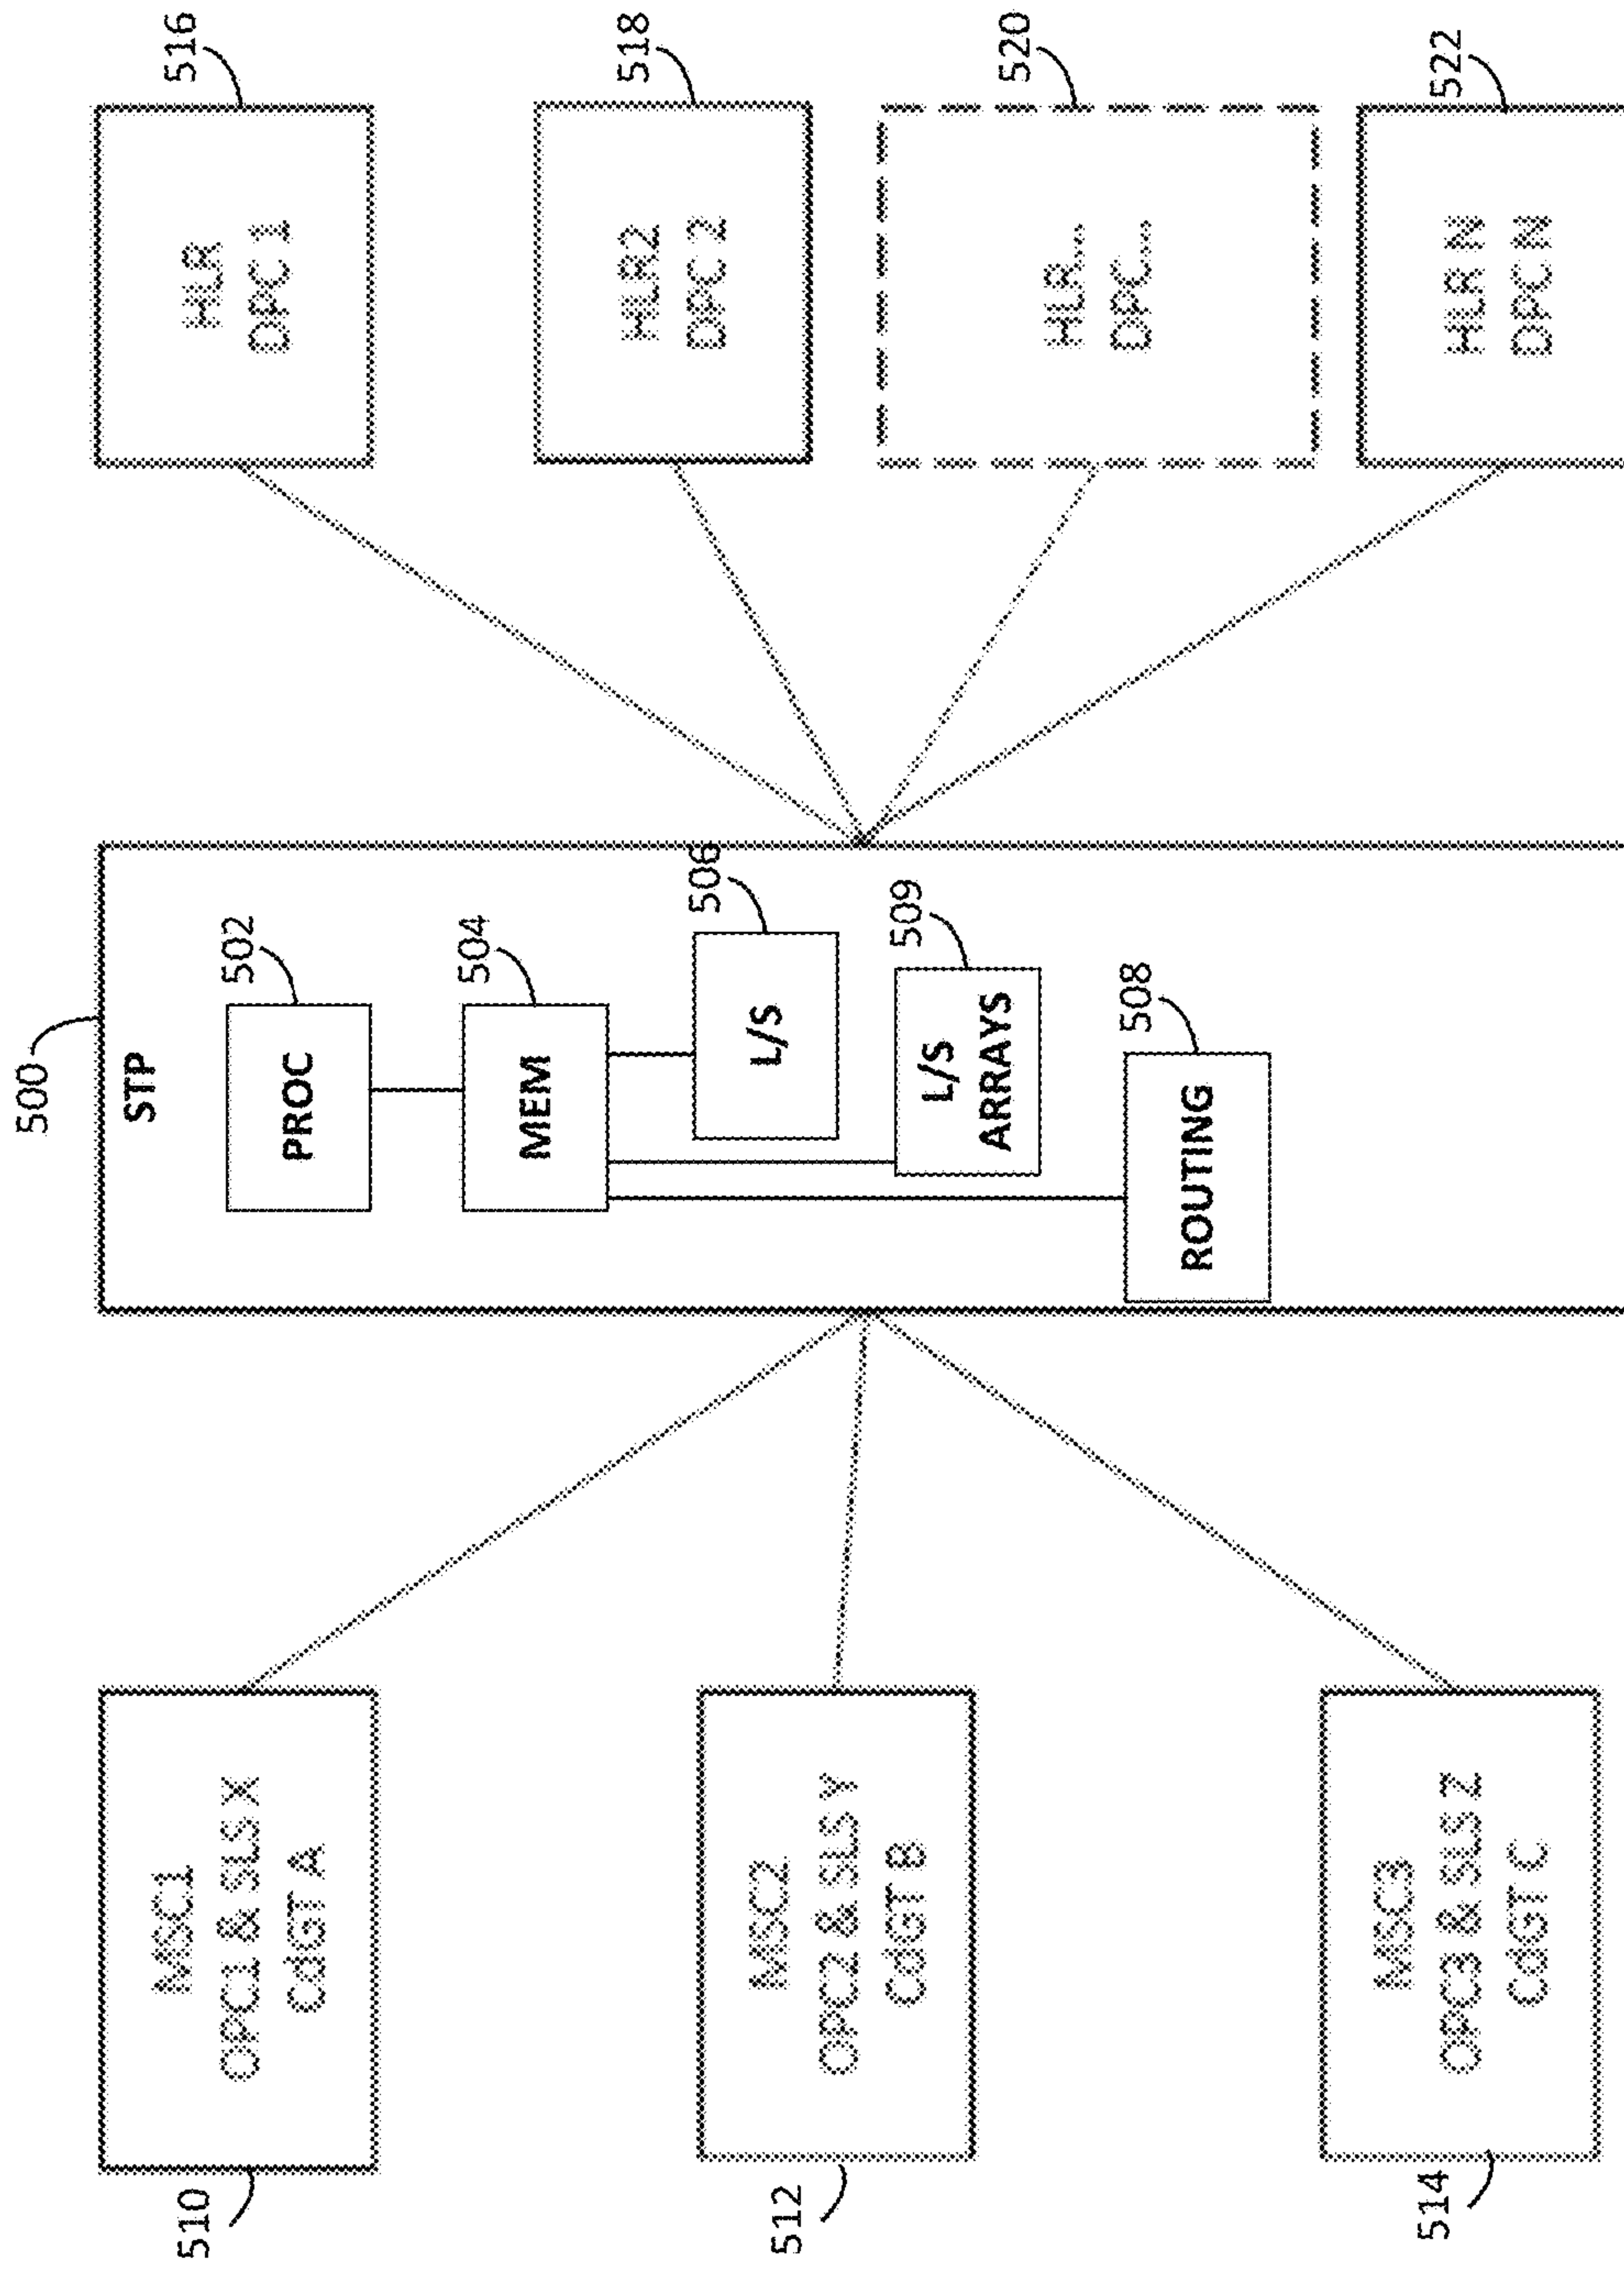 500
STP
510
MSC1
OPC1 & SLS X
CdGT A
512
MSC2
OPC2 & SLS Y
CdGT B
514
MSC3
OPC3 & SLS Z
CdGT C
502
PROC
504
MEM
506
L/S
509
L/S
ARRAYS
508
ROUTING
516
HLR
DPC 1
518
HLR2
DPC 2
520
HLR...
DPC...
522
HLR N
DPC N